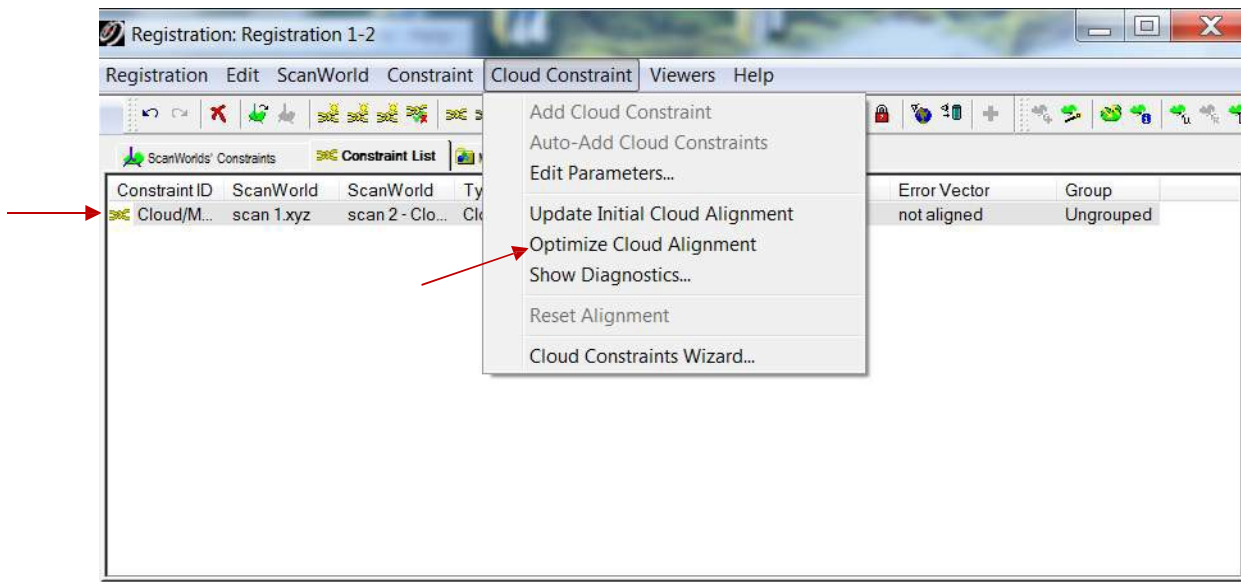 Registration: Registration 1-2
Registration Edit ScanWorld Constraint Cloud Constraint Viewers Help
ScanWorlds' Constraints Constraint List
Constraint ID ScanWorld ScanWorld Ty Error Vector Group
Cloud/M... scan 1.xyz scan 2 - Clo... Clo not aligned Ungrouped
Add Cloud Constraint
Auto-Add Cloud Constraints
Edit Parameters...
Update Initial Cloud Alignment
Optimize Cloud Alignment
Show Diagnostics...
Reset Alignment
Cloud Constraints Wizard...